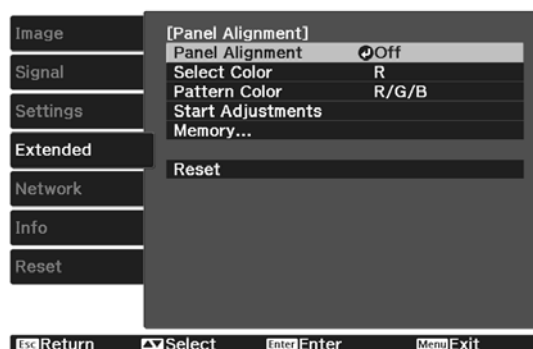 Image
Signal
Settings
Extended
Network
Info
Reset
[Panel Alignment]
Panel Alignment Off
Select Color R
Pattern Color R/G/B
Start Adjustments
Memory...
Reset
Esc Return Select Enter Enter Menu Exit